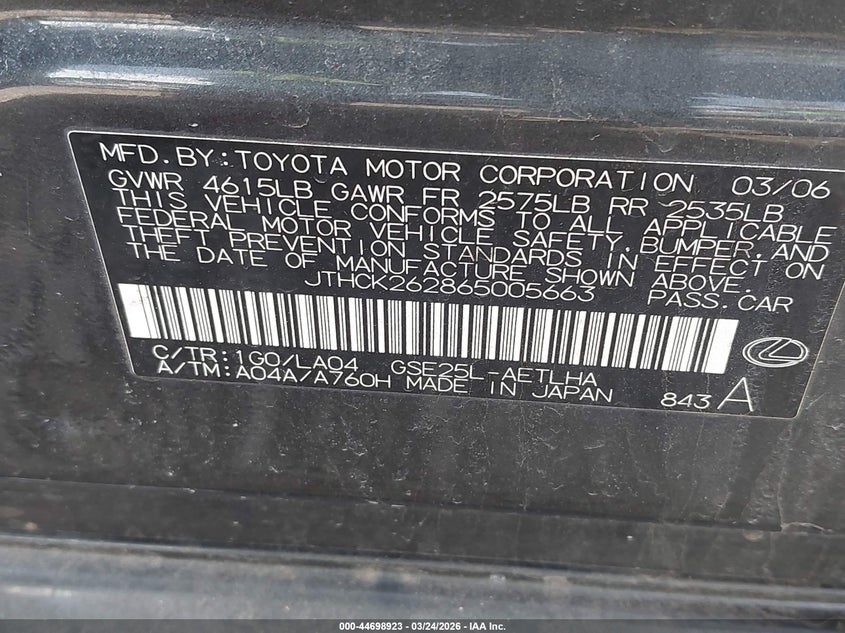 MFD.BY:TOYOTA MOTOR CORPORATION 03/06
GVWR 4615LB GAWR FR 2575LB RR 2535LB
THIS VEHICLE CONFORMS TO ALL APPLICABLE
FEDERAL MOTOR VEHICLE SAFETY,BUMPER,AND
THEFT PREVENTION STANDARDS IN EFFECT ON
THE DATE OF MANUFACTURE SHOWN ABOVE.
JTHCK262865005663 PASS.CAR
C/TR:1G0/LA04 GSE25L-AETLHA
A/TM:A04A/A760H MADE IN JAPAN 843 A
000-44698923 - 03/24/2026 - IAA Inc.